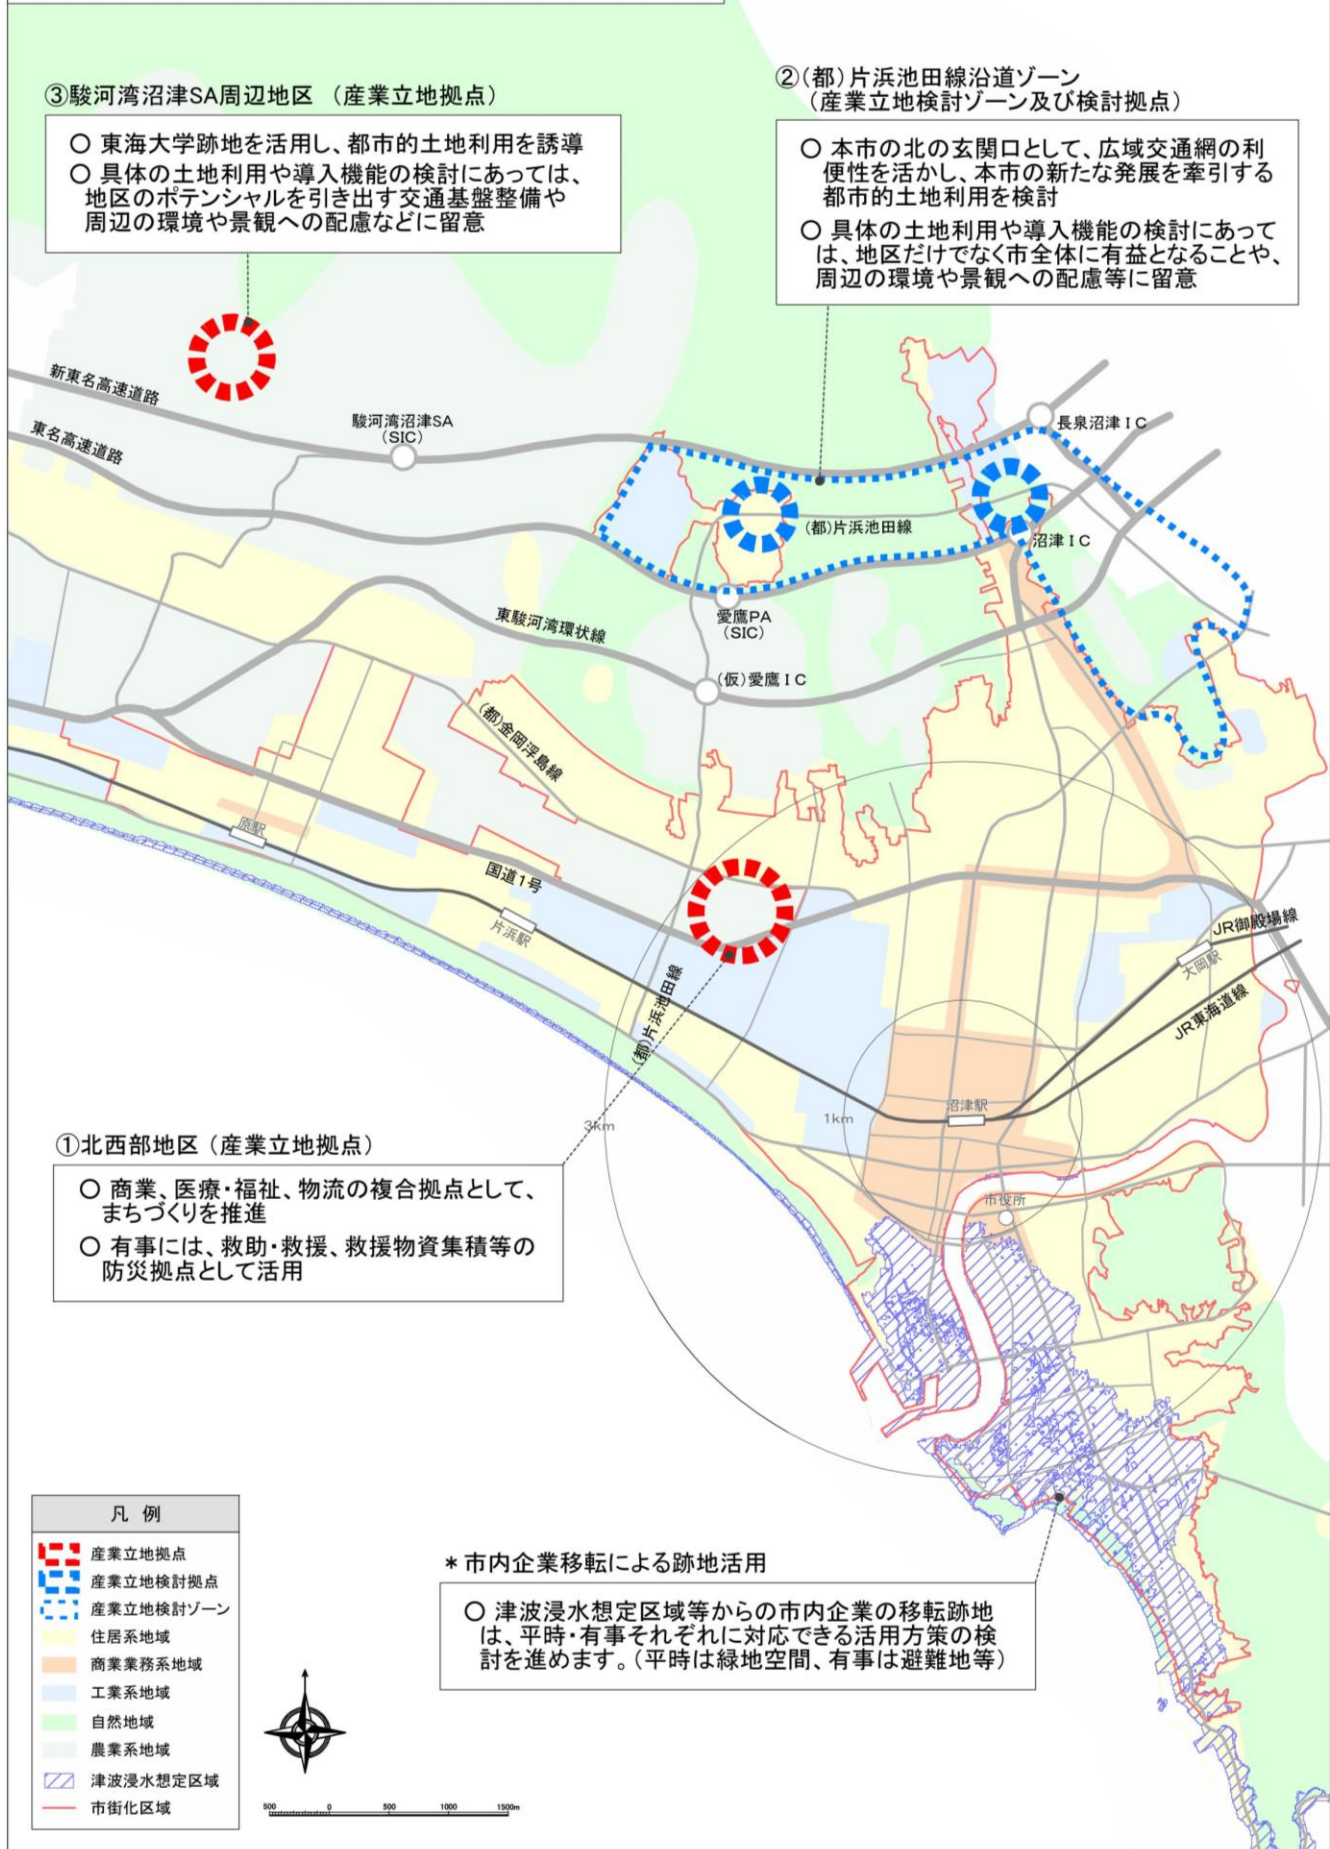 ③駿河湾沼津SA周辺地区 （産業立地拠点）
○ 東海大学跡地を活用し、都市的土地利用を誘導
○ 具体の土地利用や導入機能の検討にあっては、
地区のポテンシャルを引き出す交通基盤整備や
周辺の環境や景観への配慮などに留意
②(都)片浜池田線沿道ゾーン
（産業立地検討ゾーン及び検討拠点）
○ 本市の北の玄関口として、広域交通網の利
便性を活かし、本市の新たな発展を牽引する
都市的土地利用を検討
○ 具体の土地利用や導入機能の検討にあって
は、地区だけでなく市全体に有益となることや、
周辺の環境や景観への配慮等に留意
新東名高速道路
東名高速道路
駿河湾沼津SA
(SIC)
長泉沼津IC
(都)片浜池田線
沼津IC
愛鷹PA
(SIC)
東駿河湾環状線
(仮)愛鷹IC
(都)金岡浮島線
原駅
国道1号
片浜駅
(都)片浜池田線
JR御殿場線
大岡駅
JR東海道線
沼津駅
1km
3km
市役所
①北西部地区（産業立地拠点）
○ 商業、医療・福祉、物流の複合拠点として、
まちづくりを推進
○ 有事には、救助・救援、救援物資集積等の
防災拠点として活用
＊市内企業移転による跡地活用
○ 津波浸水想定区域等からの市内企業の移転跡地
は、平時・有事それぞれに対応できる活用方策の検
討を進めます。（平時は緑地空間、有事は避難地等）
凡 例
産業立地拠点
産業立地検討拠点
産業立地検討ゾーン
住居系地域
商業業務系地域
工業系地域
自然地域
農業系地域
津波浸水想定区域
市街化区域
500 0 500 1000 1500m